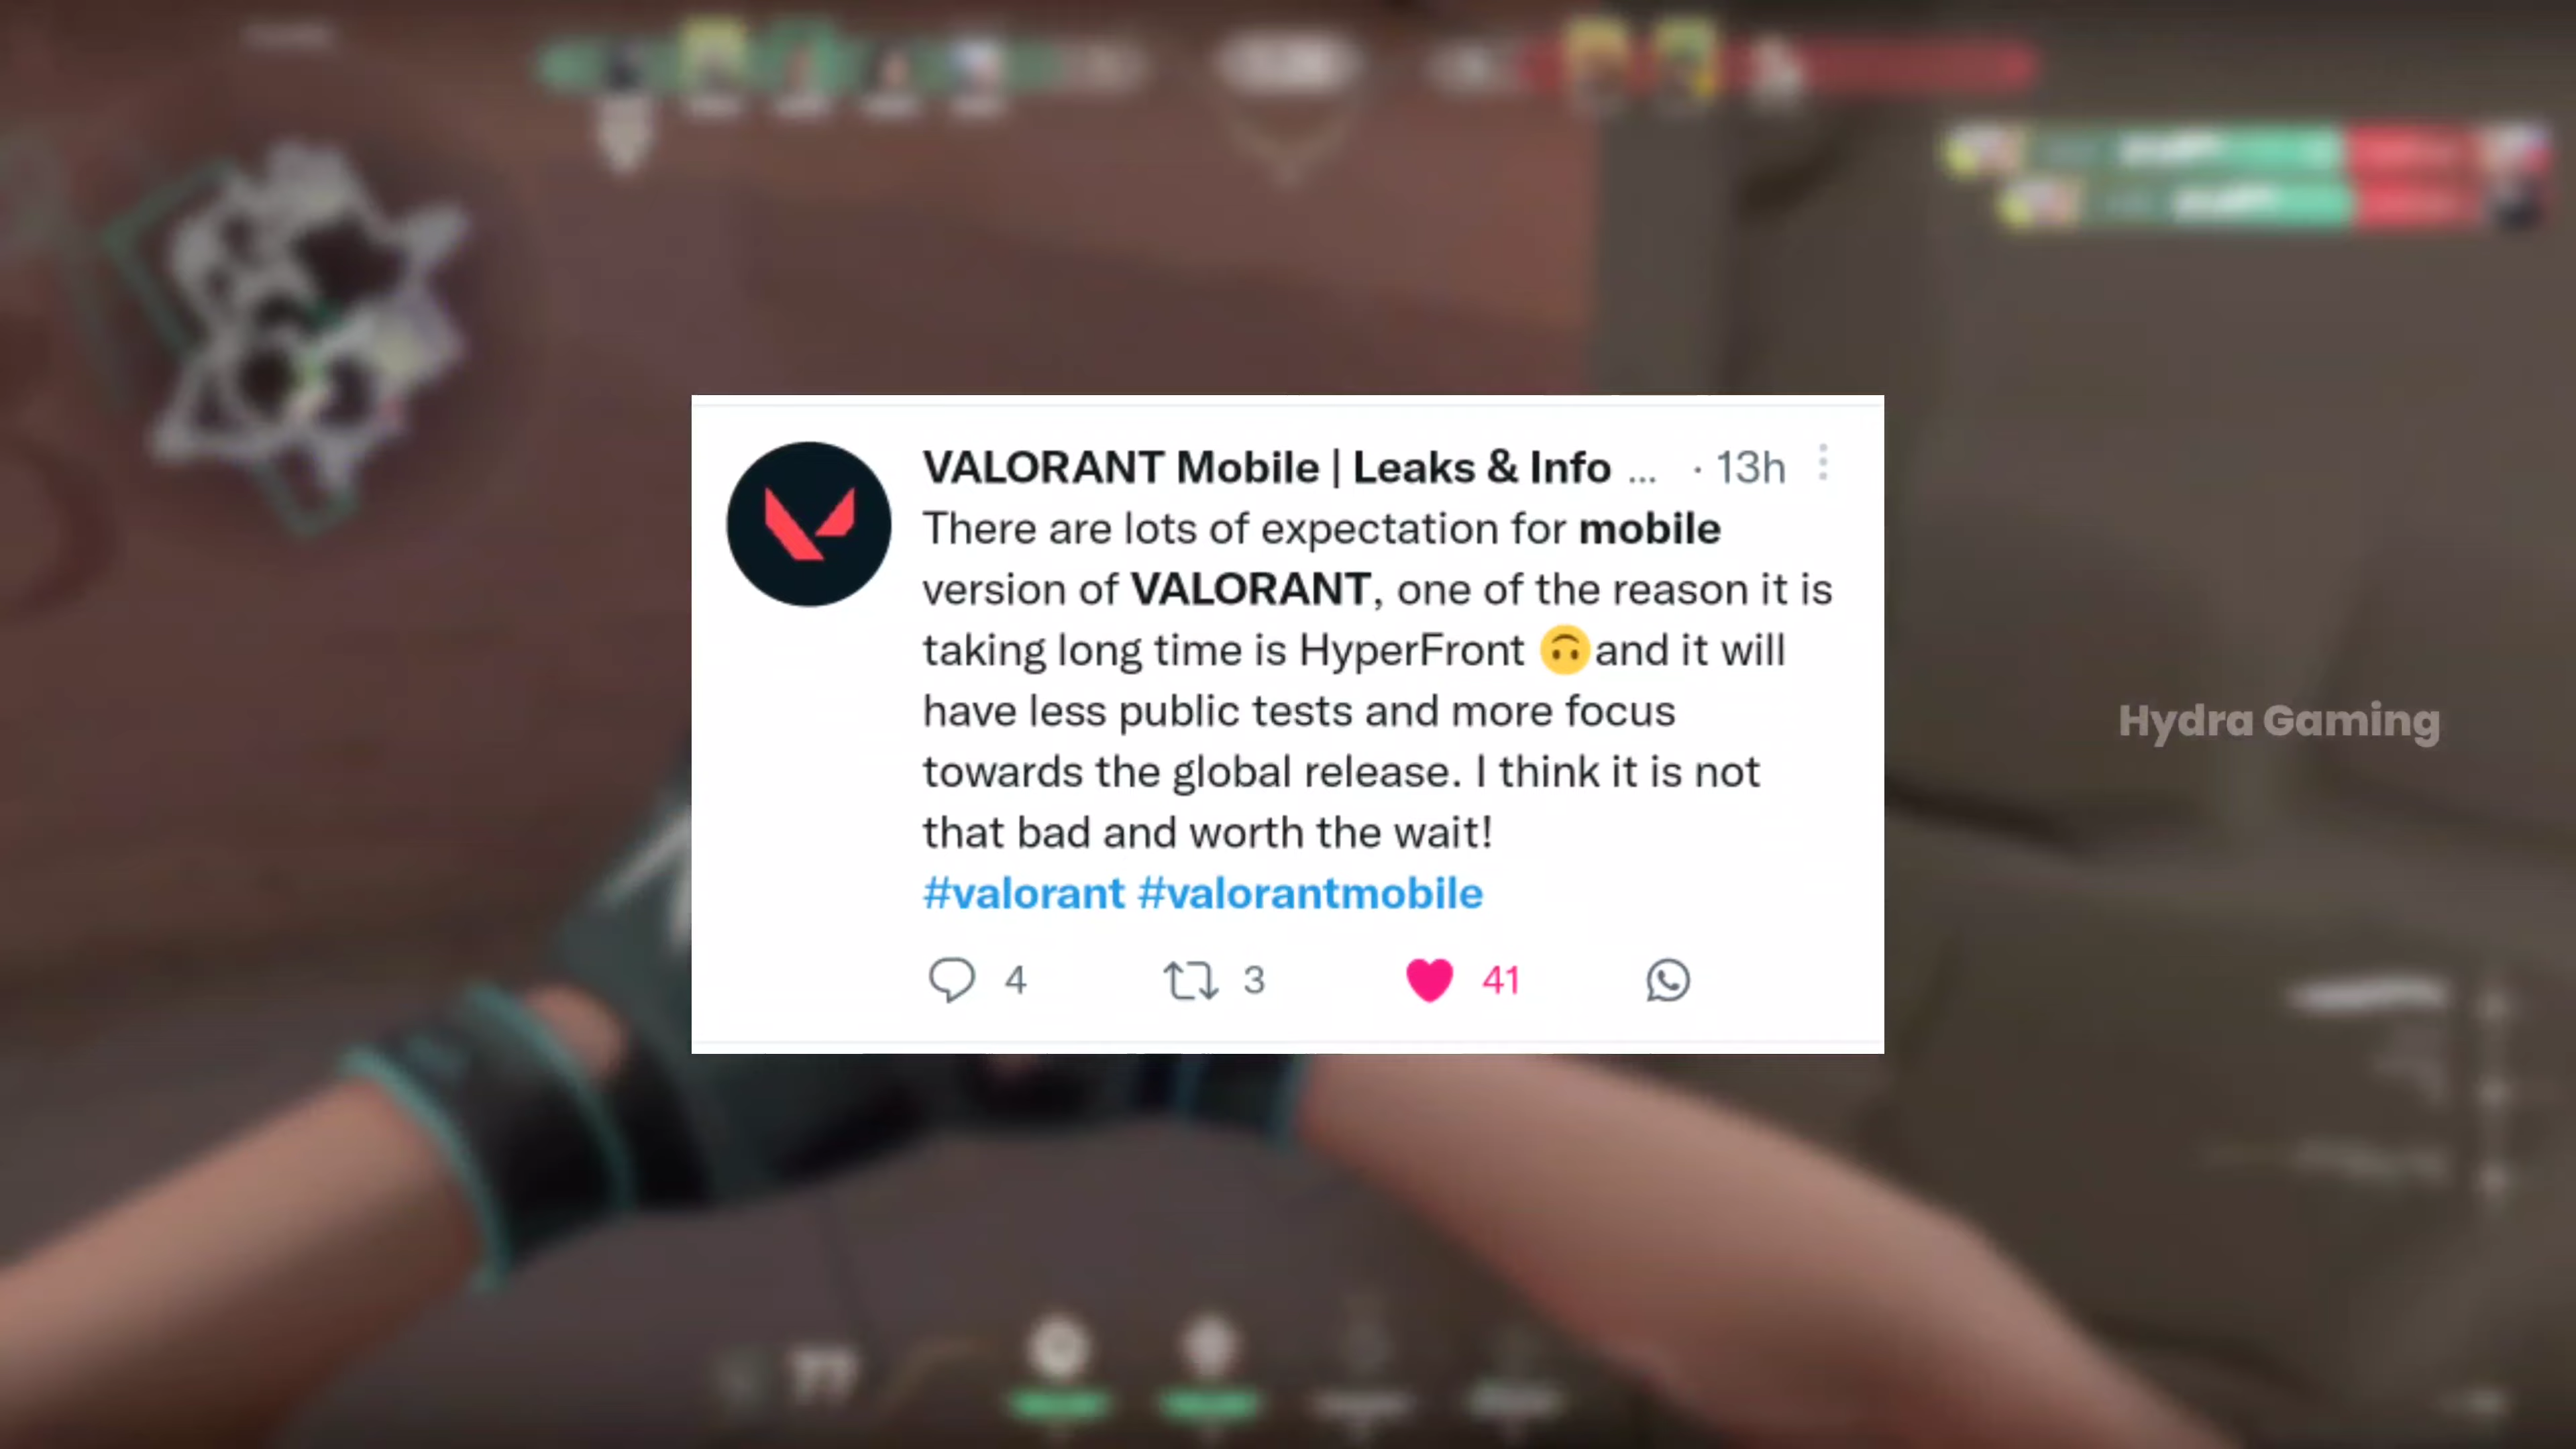 VALORANT Mobile | Leaks & Info ... · 13h
There are lots of expectation for mobile
version of VALORANT, one of the reason it is
taking long time is HyperFront 🙃and it will
have less public tests and more focus
towards the global release. I think it is not
that bad and worth the wait!
#valorant #valorantmobile
4 3 41
Hydra Gaming
77